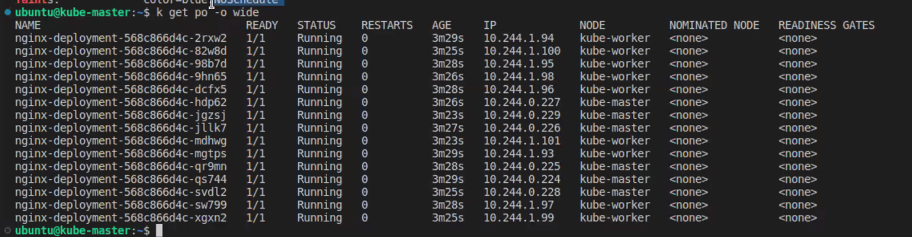 Taints: color=blue:NoSchedule
ubuntu@kube-master:~$ k get po -o wide
NAME READY STATUS RESTARTS AGE IP NODE NOMINATED NODE READINESS GATES
nginx-deployment-568c866d4c-2rxw2 1/1 Running 0 3m29s 10.244.1.94 kube-worker <none> <none>
nginx-deployment-568c866d4c-82w8d 1/1 Running 0 3m25s 10.244.1.100 kube-worker <none> <none>
nginx-deployment-568c866d4c-98b7d 1/1 Running 0 3m28s 10.244.1.95 kube-worker <none> <none>
nginx-deployment-568c866d4c-9hn65 1/1 Running 0 3m26s 10.244.1.98 kube-worker <none> <none>
nginx-deployment-568c866d4c-dcfx5 1/1 Running 0 3m28s 10.244.1.96 kube-worker <none> <none>
nginx-deployment-568c866d4c-hdp62 1/1 Running 0 3m26s 10.244.0.227 kube-master <none> <none>
nginx-deployment-568c866d4c-jgzsj 1/1 Running 0 3m23s 10.244.0.229 kube-master <none> <none>
nginx-deployment-568c866d4c-jllk7 1/1 Running 0 3m27s 10.244.0.226 kube-master <none> <none>
nginx-deployment-568c866d4c-mdhwg 1/1 Running 0 3m23s 10.244.1.101 kube-worker <none> <none>
nginx-deployment-568c866d4c-mgtps 1/1 Running 0 3m29s 10.244.1.93 kube-worker <none> <none>
nginx-deployment-568c866d4c-qr9mn 1/1 Running 0 3m28s 10.244.0.225 kube-master <none> <none>
nginx-deployment-568c866d4c-qs744 1/1 Running 0 3m29s 10.244.0.224 kube-master <none> <none>
nginx-deployment-568c866d4c-svdl2 1/1 Running 0 3m25s 10.244.0.228 kube-master <none> <none>
nginx-deployment-568c866d4c-sw799 1/1 Running 0 3m28s 10.244.1.97 kube-worker <none> <none>
nginx-deployment-568c866d4c-xgxn2 1/1 Running 0 3m25s 10.244.1.99 kube-worker <none> <none>
ubuntu@kube-master:~$